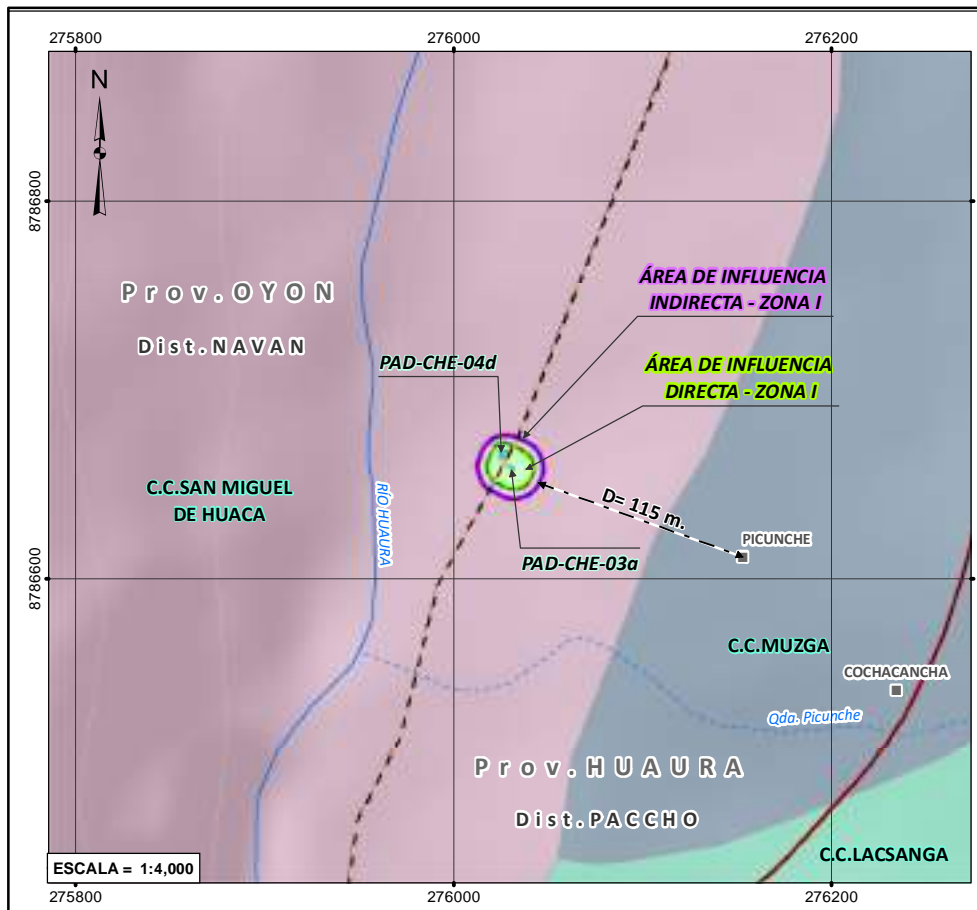 275800
276000
276200
N
8786800
8786600
Prov.OYON
Dist.NAVAN
ÁREA DE INFLUENCIA
INDIRECTA - ZONA I
PAD-CHE-04d
ÁREA DE INFLUENCIA
DIRECTA - ZONA I
C.C.SAN MIGUEL
DE HUACA
RÍO HUAURA
D= 115 m.
PICUNCHE
PAD-CHE-03a
C.C.MUZGA
COCHACANCHA
Qda. Picunche
Prov.HUAURA
Dist.PACCHO
C.C.LACSANGA
ESCALA = 1:4,000
275800
276000
276200